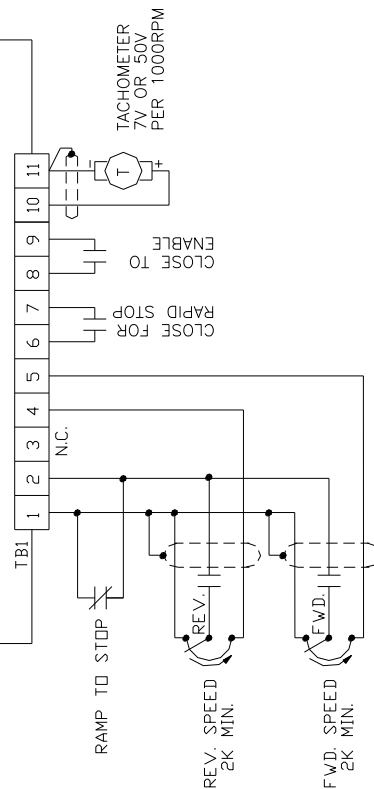 TB1
1 2 3 4 5 6 7 8 9 10 11
N.C.
RAMP TO STOP
REV.
REV. SPEED
2K MIN.
FWD.
FWD. SPEED
2K MIN.
CLOSE FOR
RAPID STOP
CLOSE TO
ENABLE
T
-
+
TACHOMETER
7V OR 50V
PER 1000RPM